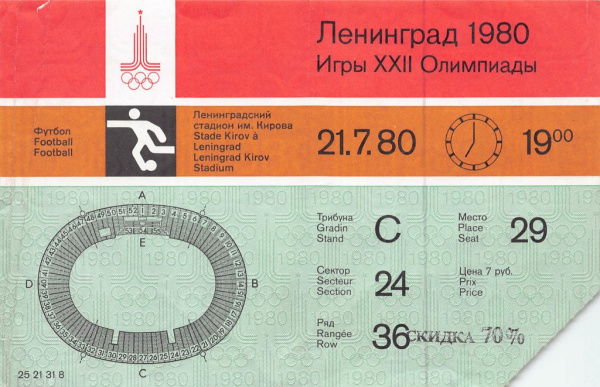 Ленинград 1980
Игры XXII Олимпиады
Футбол
Football
Football
Ленинградский
стадион им. Кирова
Stade Kirov à
Leningrad
Leningrad Kirov
Stadium
21.7.80
19 00
Трибуна
Gradin
Stand
C
Место
Place
Seat
29
Сектор
Secteur
Section
24
Цена 7 руб.
Prix
Price
Ряд
Rangée
Row
36
СКИДКА 70%
A
E
D
B
C
25 21 31 8